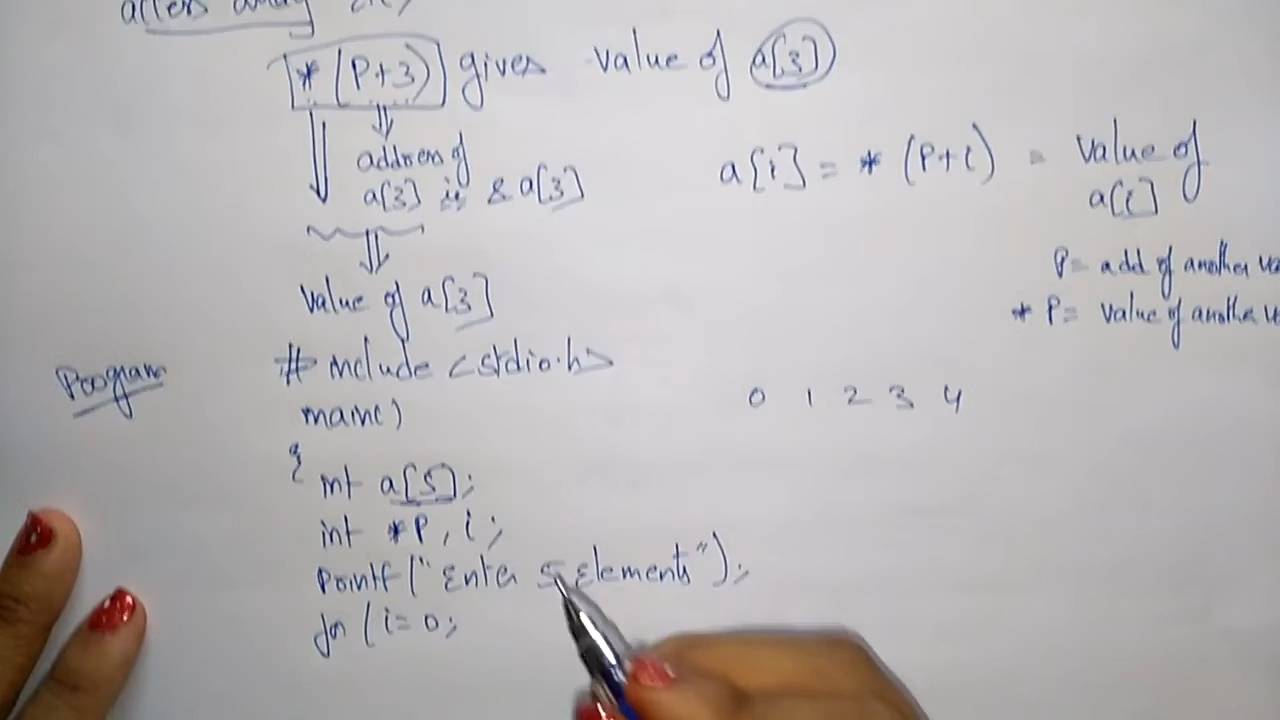 *(P+3) gives value of a[3]
address of
a[3] is & a[3]
value of a[3]
a[i] = *(P+i) = value of
a[i]
P= add of another
* P= value of another
Program
# include <stdio.h>
main()
{
int a[5];
int *P, i;
Printf("Enter 5 elements");
for (i=0;
0 1 2 3 4